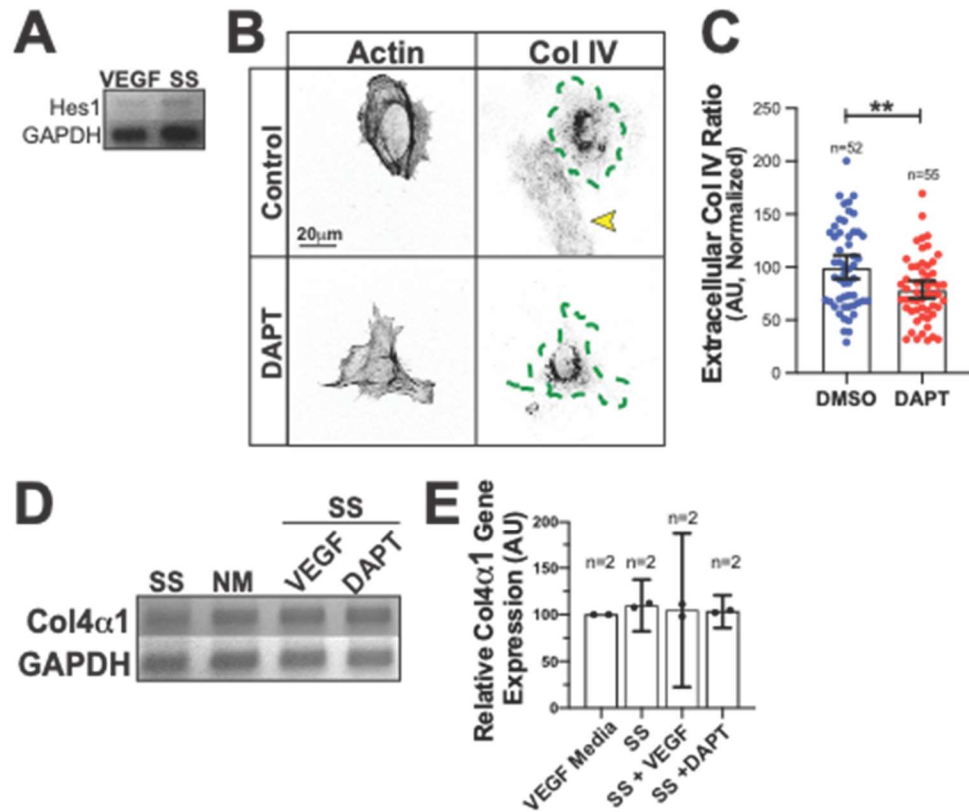 A
VEGF SS
Hes1
GAPDH
B
Actin
Col IV
Control
20μm
DAPT
C
Extracellular Col IV Ratio
(AU, Normalized)
250
200
150
100
50
0
**
n=52
n=55
DMSO
DAPT
D
SS
SS
NM
VEGF
DAPT
Col4α1
GAPDH
E
Relative Col4α1 Gene
Expression (AU)
200
150
100
50
0
n=2
n=2
n=2
n=2
VEGF Media
SS
SS + VEGF
SS +DAPT